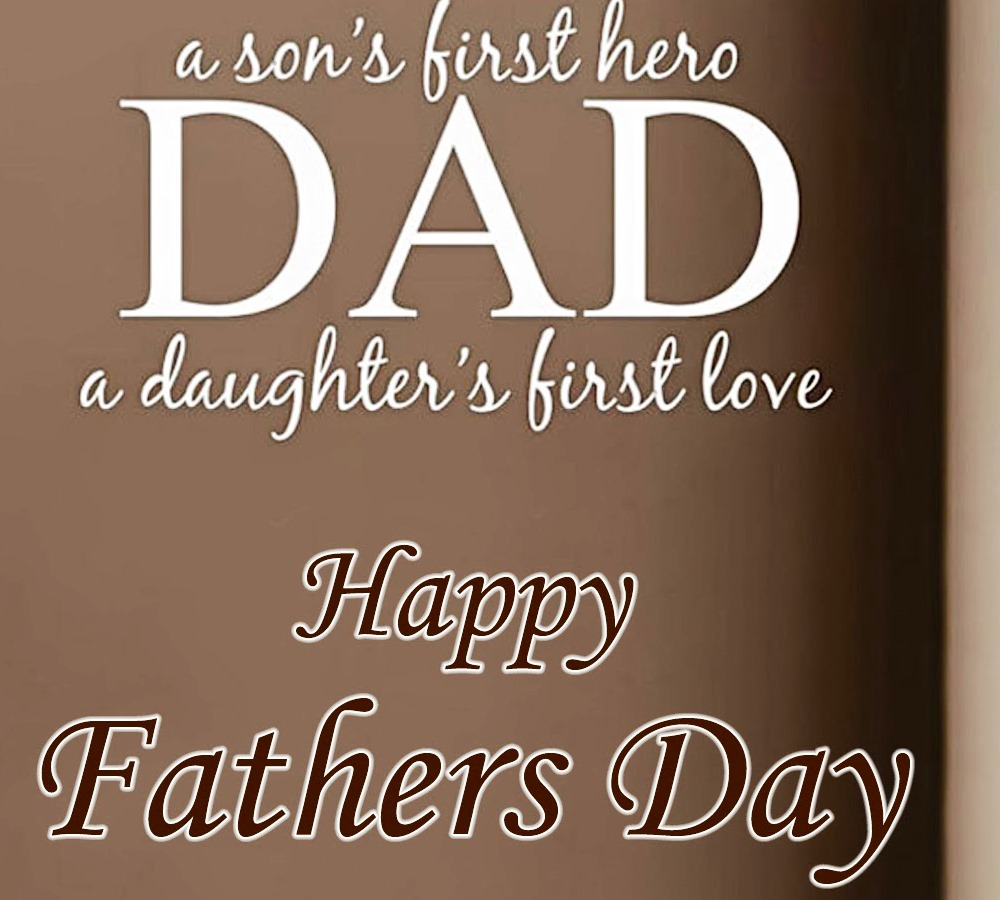 a son's first hero
DAD
a daughter's first love
Happy
Fathers Day